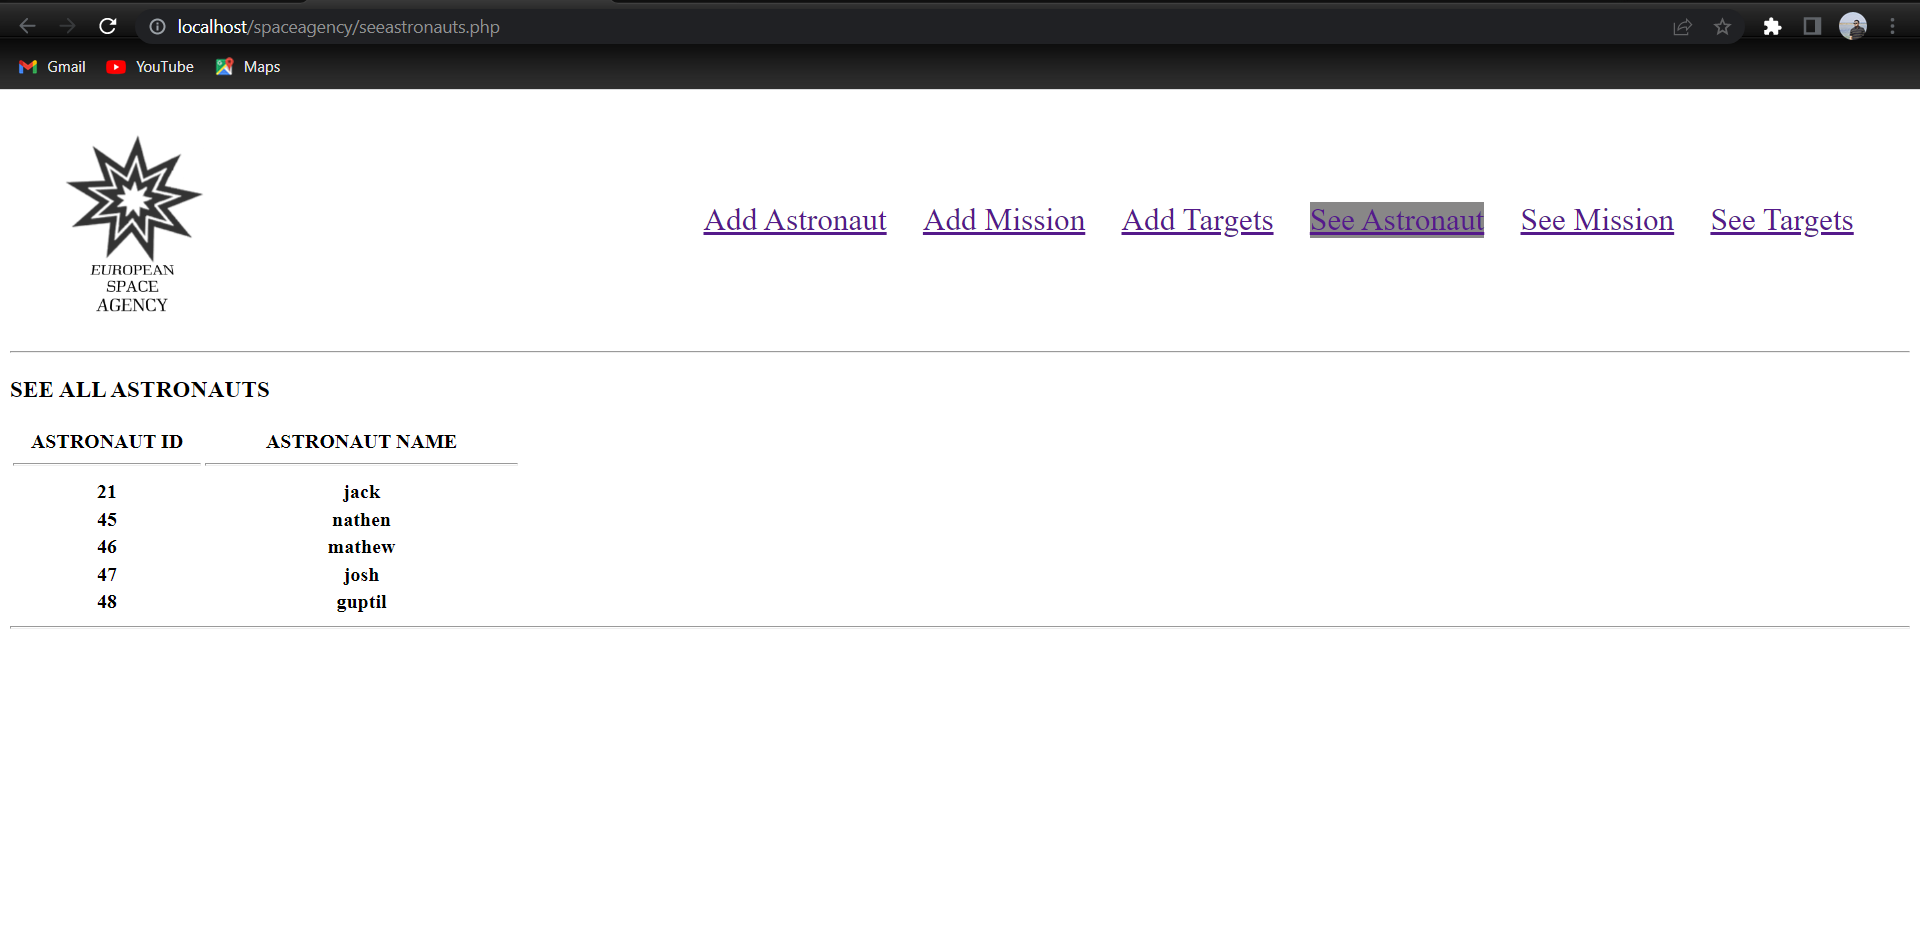 localhost/spaceagency/seeastronauts.php
Gmail YouTube Maps
EUROPEAN
SPACE
AGENCY
Add Astronaut Add Mission Add Targets See Astronaut See Mission See Targets
SEE ALL ASTRONAUTS
ASTRONAUT ID ASTRONAUT NAME
21 jack
45 nathen
46 mathew
47 josh
48 guptil